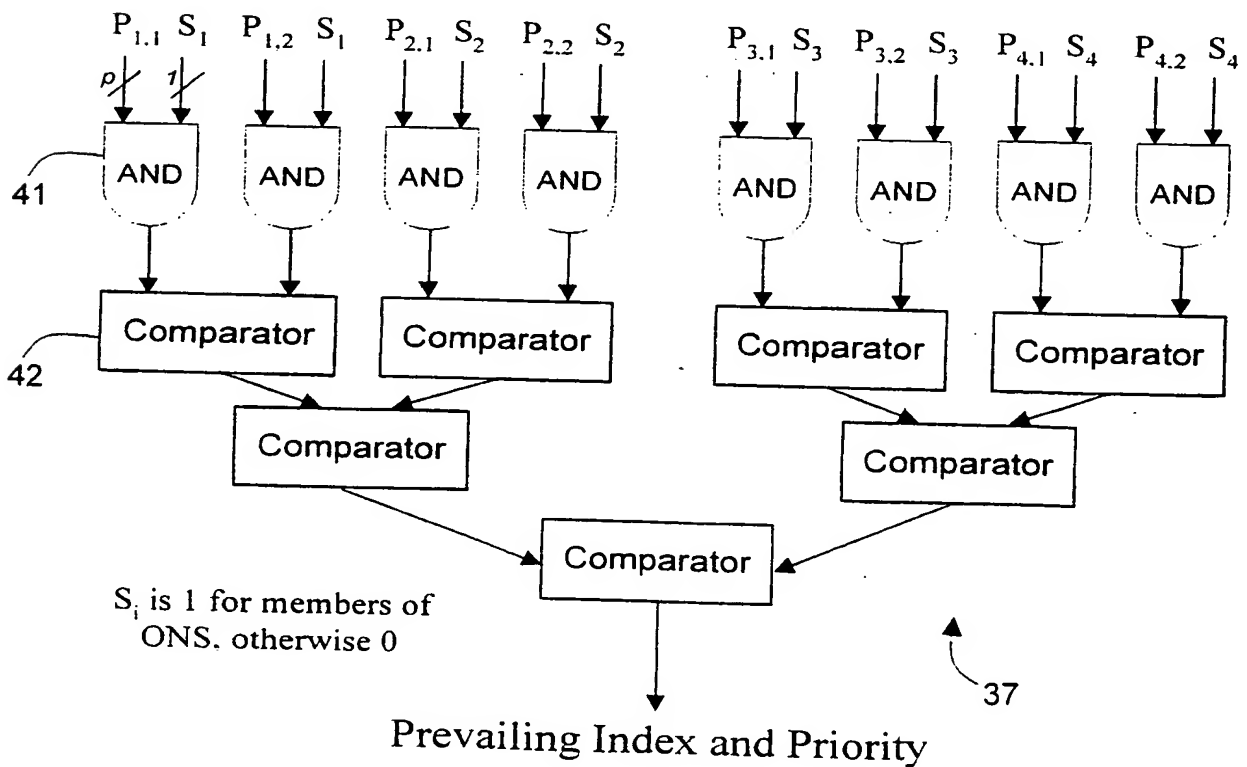 P1,1 S1 P1,2 S1 P2,1 S2 P2,2 S2 P3,1 S3 P3,2 S3 P4,1 S4 P4,2 S4
p 1
AND AND AND AND AND AND AND AND
41
Comparator Comparator Comparator Comparator
42
Comparator Comparator
Comparator
Si is 1 for members of
ONS, otherwise 0
37
Prevailing Index and Priority